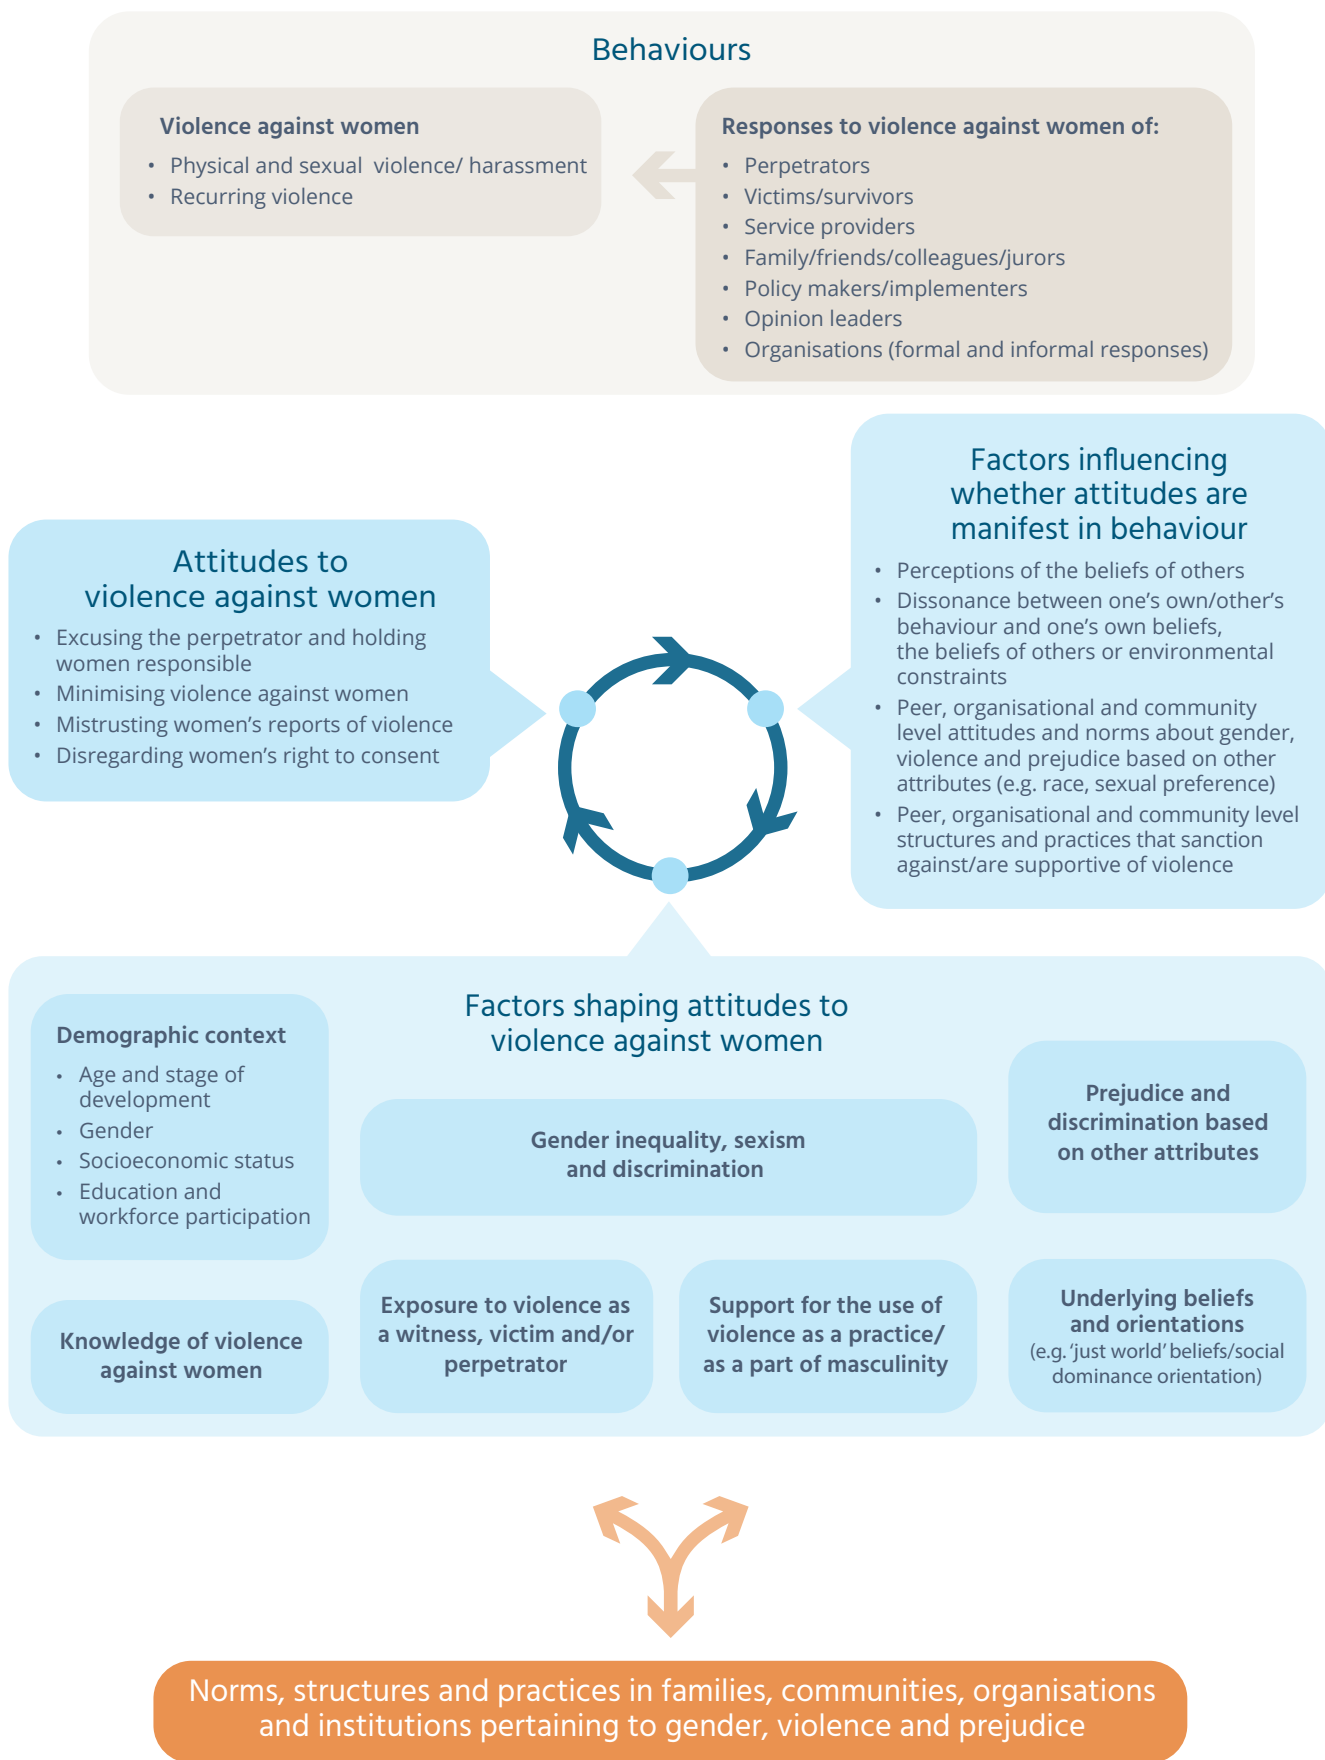 Behaviours
Violence against women
• Physical and sexual violence/ harassment
• Recurring violence
Responses to violence against women of:
• Perpetrators
• Victims/survivors
• Service providers
• Family/friends/colleagues/jurors
• Policy makers/implementers
• Opinion leaders
• Organisations (formal and informal responses)
Attitudes to
violence against women
• Excusing the perpetrator and holding
women responsible
• Minimising violence against women
• Mistrusting women’s reports of violence
• Disregarding women’s right to consent
Factors influencing
whether attitudes are
manifest in behaviour
• Perceptions of the beliefs of others
• Dissonance between one’s own/other’s
behaviour and one’s own beliefs,
the beliefs of others or environmental
constraints
• Peer, organisational and community
level attitudes and norms about gender,
violence and prejudice based on other
attributes (e.g. race, sexual preference)
• Peer, organisational and community level
structures and practices that sanction
against/are supportive of violence
Factors shaping attitudes to
violence against women
Demographic context
• Age and stage of
development
• Gender
• Socioeconomic status
• Education and
workforce participation
Gender inequality, sexism
and discrimination
Prejudice and
discrimination based
on other attributes
Knowledge of violence
against women
Exposure to violence as
a witness, victim and/or
perpetrator
Support for the use of
violence as a practice/
as a part of masculinity
Underlying beliefs
and orientations
(e.g. ‘just world’ beliefs/social
dominance orientation)
Norms, structures and practices in families, communities, organisations
and institutions pertaining to gender, violence and prejudice